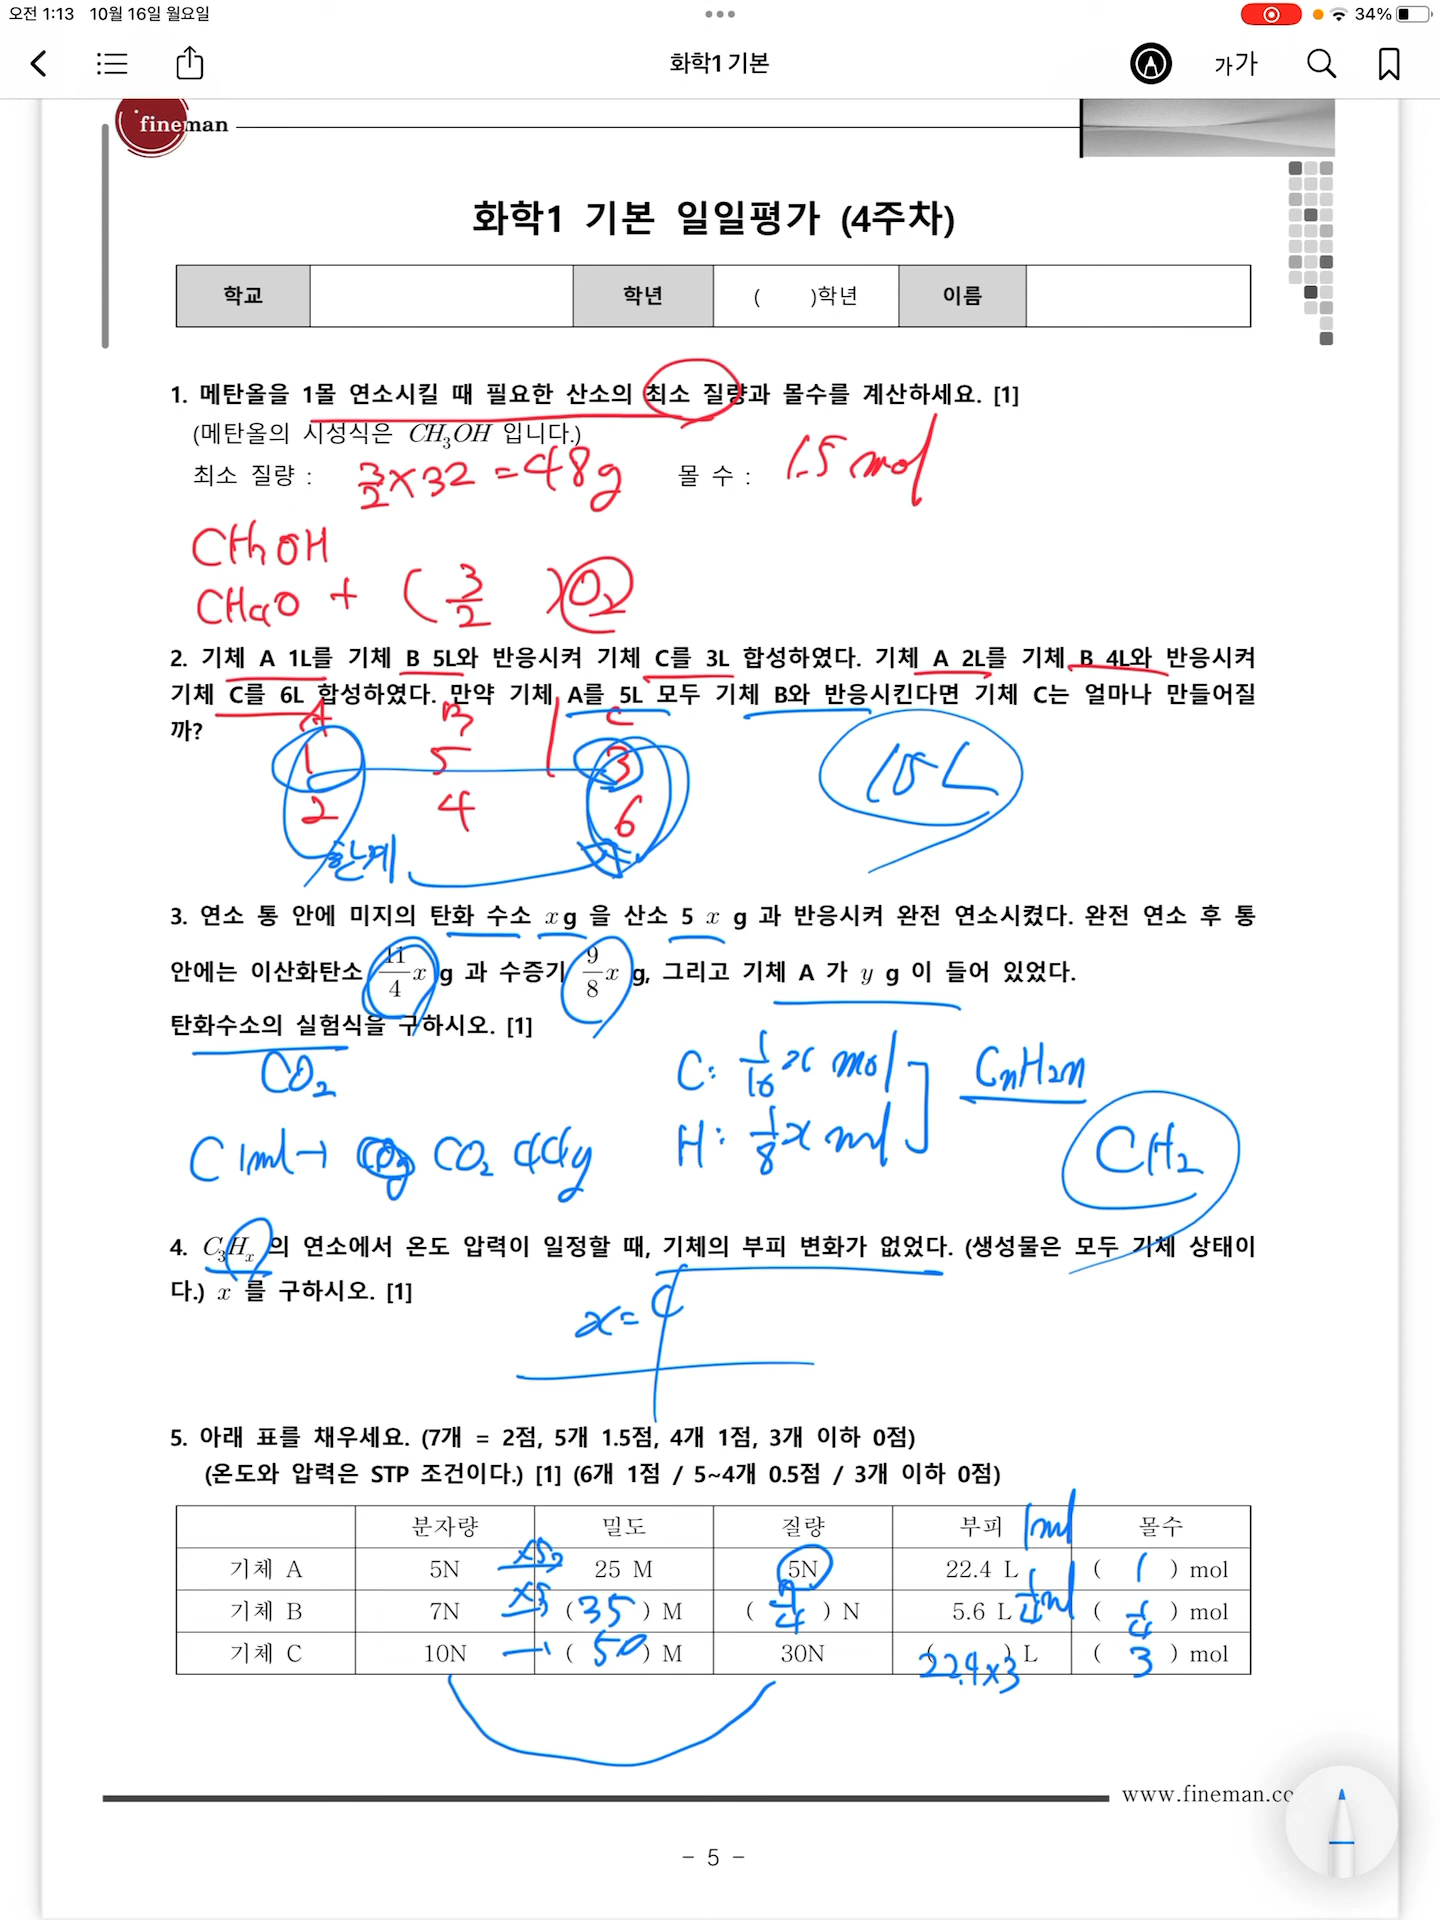 오전 1:13 10월 16일 월요일
34%
화학1 기본
가가
fineman
화학1 기본 일일평가 (4주차)
학교 학년 ( )학년 이름
1. 메탄올을 1몰 연소시킬 때 필요한 산소의 최소 질량과 몰수를 계산하세요. [1]
(메탄올의 시성식은 CH₃OH 입니다.)
최소 질량 : 3/2 × 32 = 48g 몰 수 : 1.5 mol
CH₃OH
CH₄O + ( 3/2 )O₂
2. 기체 A 1L를 기체 B 5L와 반응시켜 기체 C를 3L 합성하였다. 기체 A 2L를 기체 B 4L와 반응시켜
기체 C를 6L 합성하였다. 만약 기체 A를 5L 모두 기체 B와 반응시킨다면 기체 C는 얼마나 만들어질
까?
A B C
1 5 3
2 4 6
15L
한계
3. 연소 통 안에 미지의 탄화 수소 x g 을 산소 5 x g 과 반응시켜 완전 연소시켰다. 완전 연소 후 통
안에는 이산화탄소 11/4 x g 과 수증기 9/8 x g, 그리고 기체 A 가 y g 이 들어 있었다.
탄화수소의 실험식을 구하시오. [1]
CO₂
C: 1/16 x mol
CnH2n
H: 1/8 x mol
CH₂
C 1mol → CO₂ 44g
4. C₃Hₓ 의 연소에서 온도 압력이 일정할 때, 기체의 부피 변화가 없었다. (생성물은 모두 기체 상태이
다.) x 를 구하시오. [1]
x = 4
5. 아래 표를 채우세요. (7개 = 2점, 5개 1.5점, 4개 1점, 3개 이하 0점)
(온도와 압력은 STP 조건이다.) [1] (6개 1점 / 5~4개 0.5점 / 3개 이하 0점)
분자량 밀도 질량 부피 1mol 몰수
기체 A 5N ×5 25 M 5N 22.4 L ( 1 ) mol
기체 B 7N ×5 ( 35 ) M ( 7/4 ) N 5.6 L 1/4 mol ( 1/4 ) mol
기체 C 10N → ( 50 ) M 30N ( 22.4×3 ) L ( 3 ) mol
www.fineman.co
- 5 -